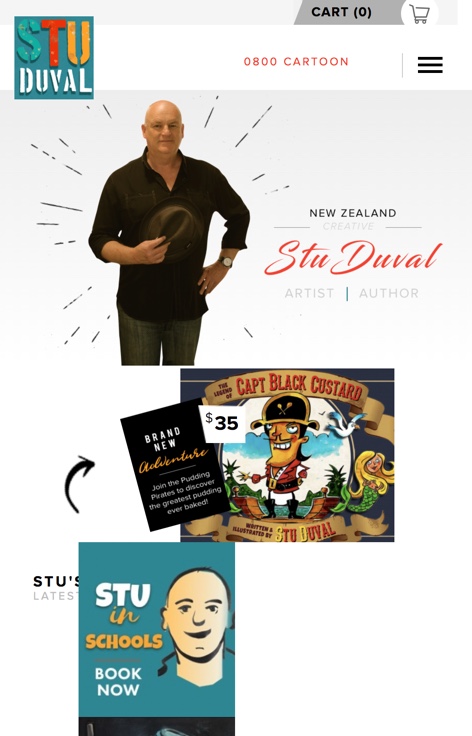 CART (0)
STU
DUVAL
0800 CARTOON
NEW ZEALAND
CREATIVE
Stu Duval
ARTIST | AUTHOR
THE
LEGEND
OF
CAPT BLACK CUSTARD
$35
BRAND
NEW
Adventure
Join the Pudding
Pirates to discover
the greatest pudding
ever baked!
WRITTEN &
ILLUSTRATED BY
STU DUVAL
STU'S
LATEST
STU
in
SCHOOLS
BOOK
NOW